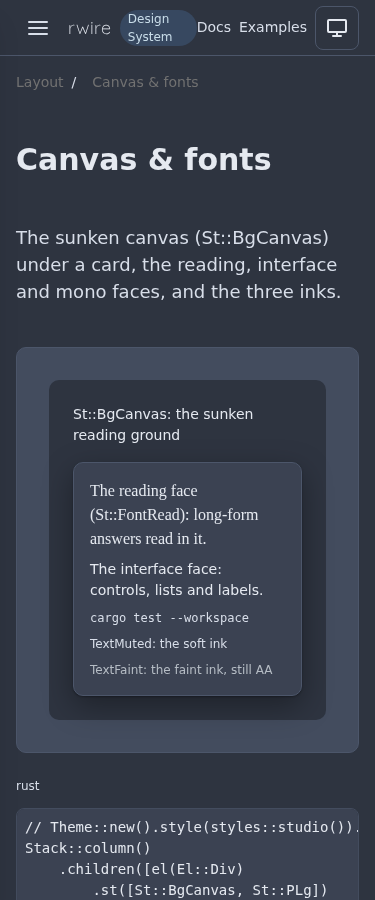 rwire Design System Docs Examples
Layout / Canvas & fonts
Canvas & fonts
The sunken canvas (St::BgCanvas)
under a card, the reading, interface
and mono faces, and the three inks.
St::BgCanvas: the sunken
reading ground
The reading face
(St::FontRead): long-form
answers read in it.
The interface face:
controls, lists and labels.
cargo test --workspace
TextMuted: the soft ink
TextFaint: the faint ink, still AA
rust
// Theme::new().style(styles::studio()).
Stack::column()
    .children([el(El::Div)
        .st([St::BgCanvas, St::PLg])